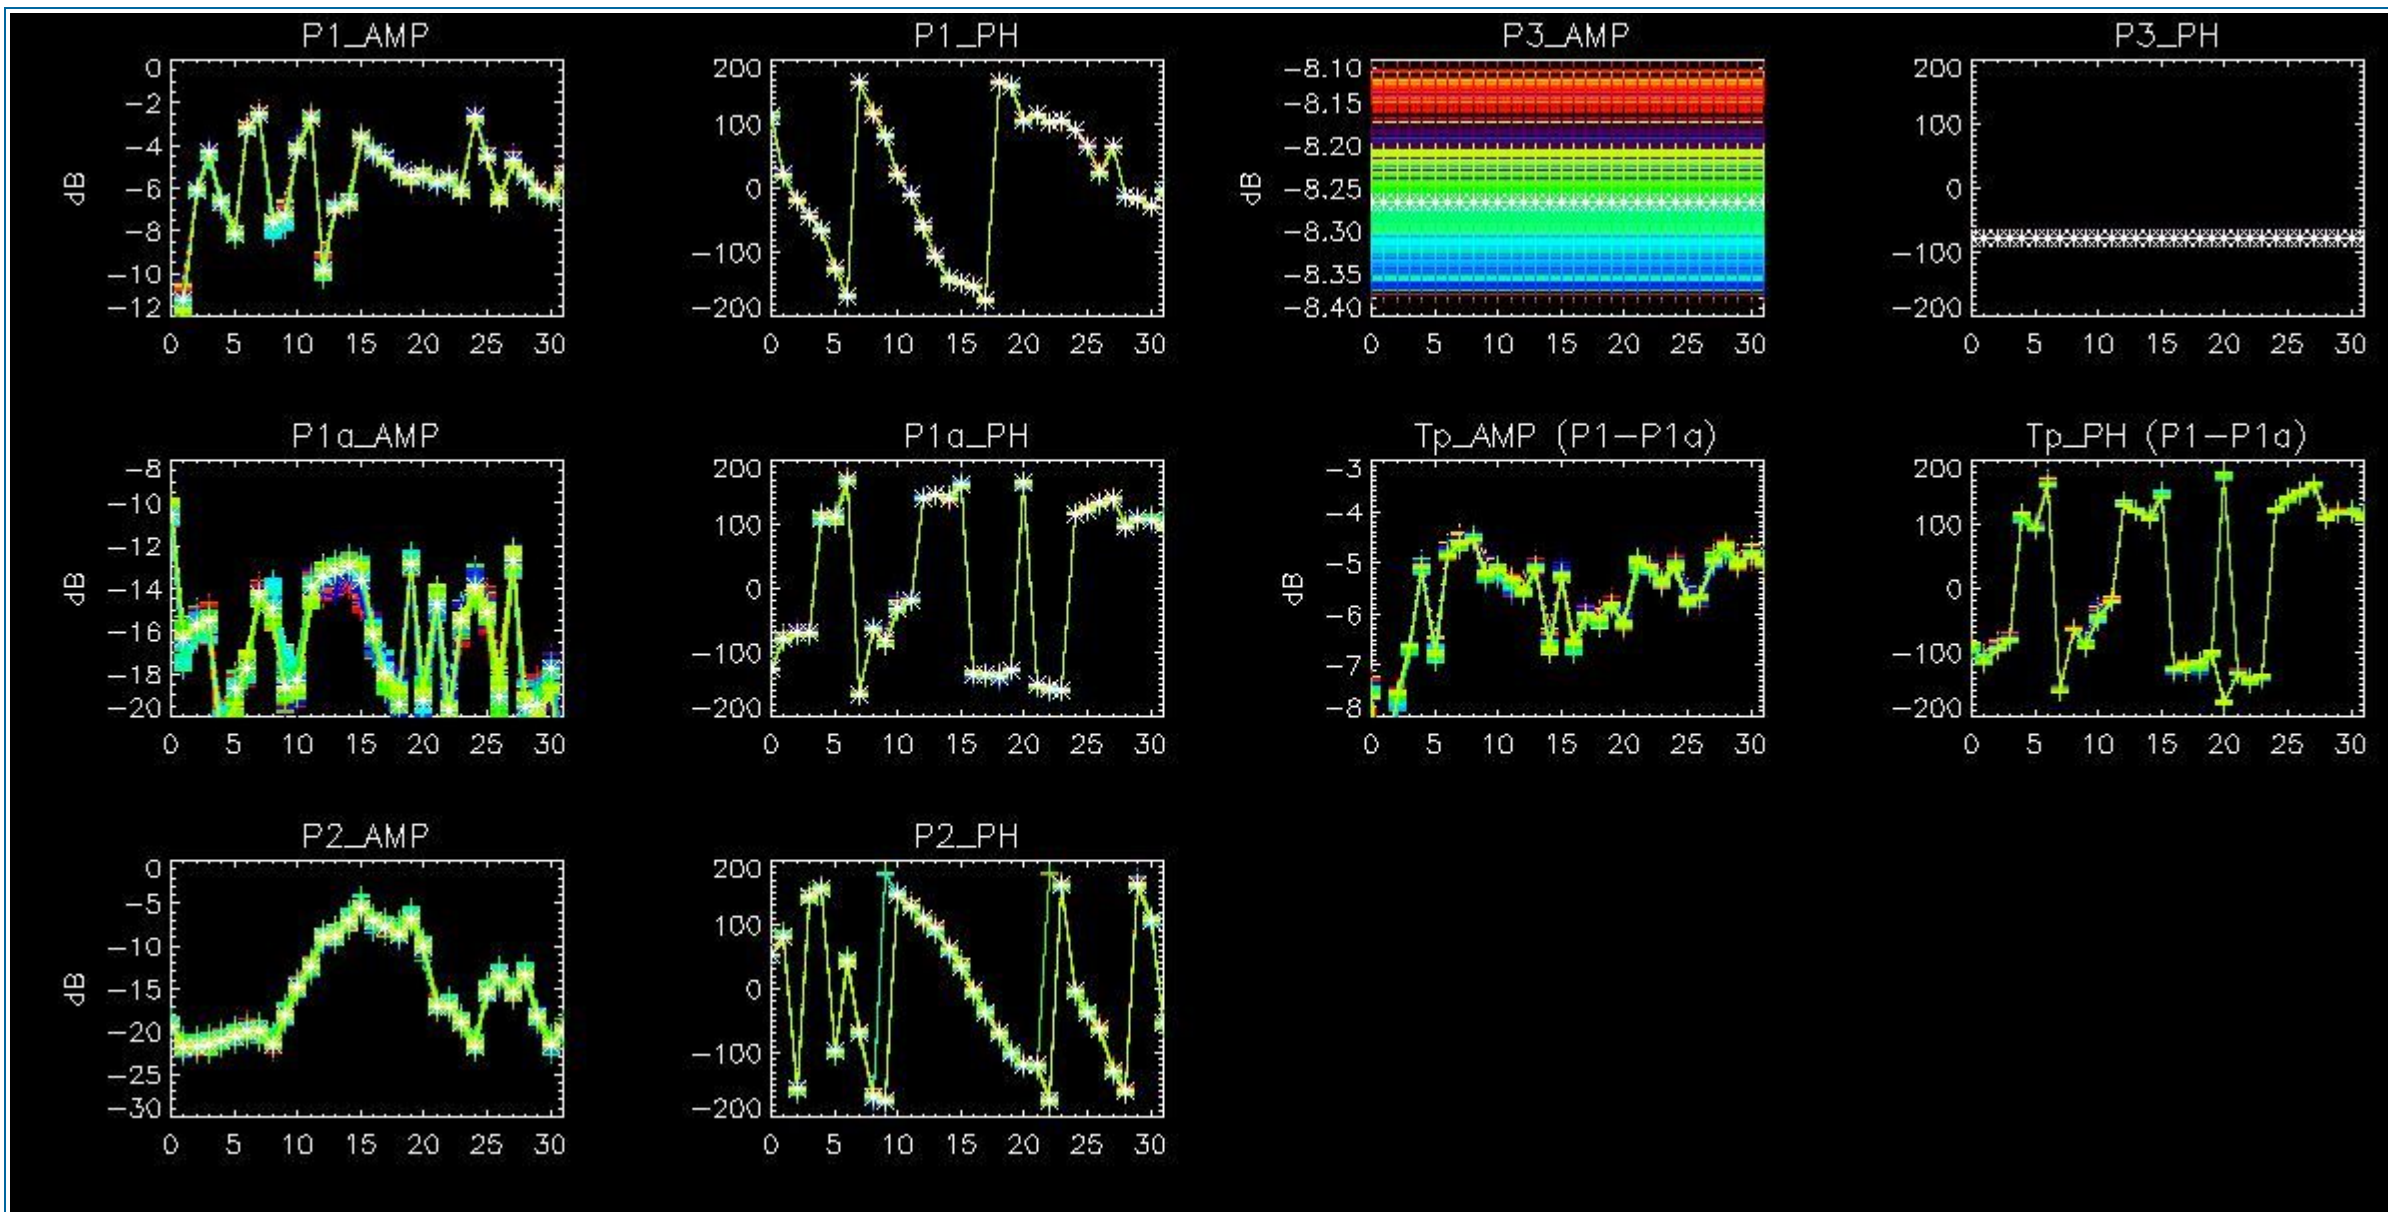 P1_AMP
dB
0
−2
−4
−6
−8
−10
−12
0 5 10 15 20 25 30
P1_PH
200
100
0
−100
−200
0 5 10 15 20 25 30
P3_AMP
dB
−8.10
−8.15
−8.20
−8.25
−8.30
−8.35
−8.40
0 5 10 15 20 25 30
P3_PH
200
100
0
−100
−200
0 5 10 15 20 25 30
P1a_AMP
dB
−8
−10
−12
−14
−16
−18
−20
0 5 10 15 20 25 30
P1a_PH
200
100
0
−100
−200
0 5 10 15 20 25 30
Tp_AMP (P1−P1a)
dB
−3
−4
−5
−6
−7
−8
0 5 10 15 20 25 30
Tp_PH (P1−P1a)
200
100
0
−100
−200
0 5 10 15 20 25 30
P2_AMP
dB
0
−5
−10
−15
−20
−25
−30
0 5 10 15 20 25 30
P2_PH
200
100
0
−100
−200
0 5 10 15 20 25 30